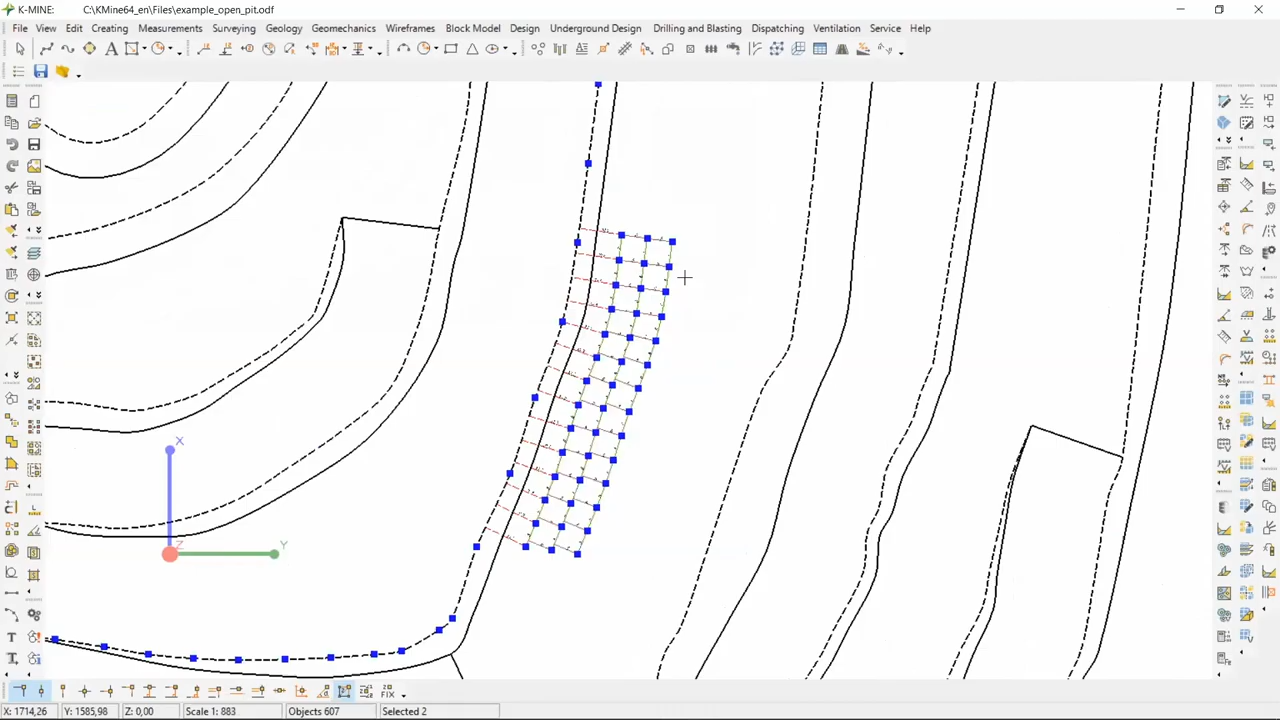 K-MINE: C:\KMine64_en\Files\example_open_pit.odf
File View Edit Creating Measurements Surveying Geology Geomechanics Wireframes Block Model Design Underground Design Drilling and Blasting Dispatching Ventilation Service Help
X
Y
Z
FIX
X: 1714,26 Y: 1585,98 Z: 0,00 Scale 1: 883 Objects 607 Selected 2